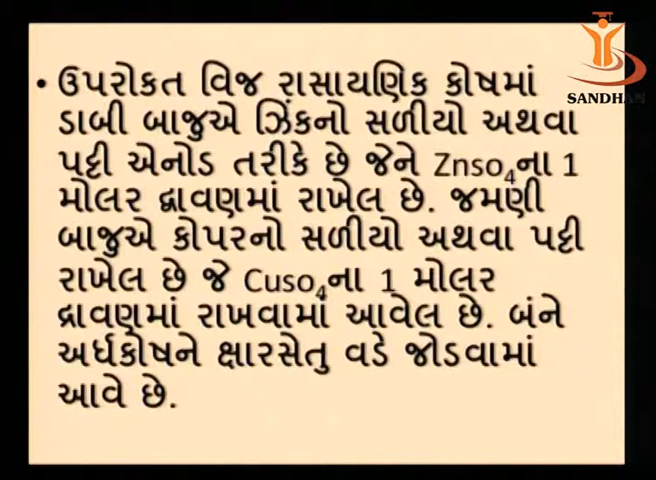 SANDHAN
• ઉપરોકત વિજ રાસાયણિક કોષમાં
ડાબી બાજુએ ઝિંકનો સળીયો અથવા
પટ્ટી એનોડ તરીકે છે જેને Znso₄ના 1
મોલર દ્વાવણમાં રાખેલ છે. જમણી
બાજુએ કોપરનો સળીયો અથવા પટ્ટી
રાખેલ છે જે Cuso₄ના 1 મોલર
દ્રાવણમાં રાખવામાં આવેલ છે. બંને
અર્ધકોષને ક્ષારસેતુ વડે જોડવામાં
આવે છે.